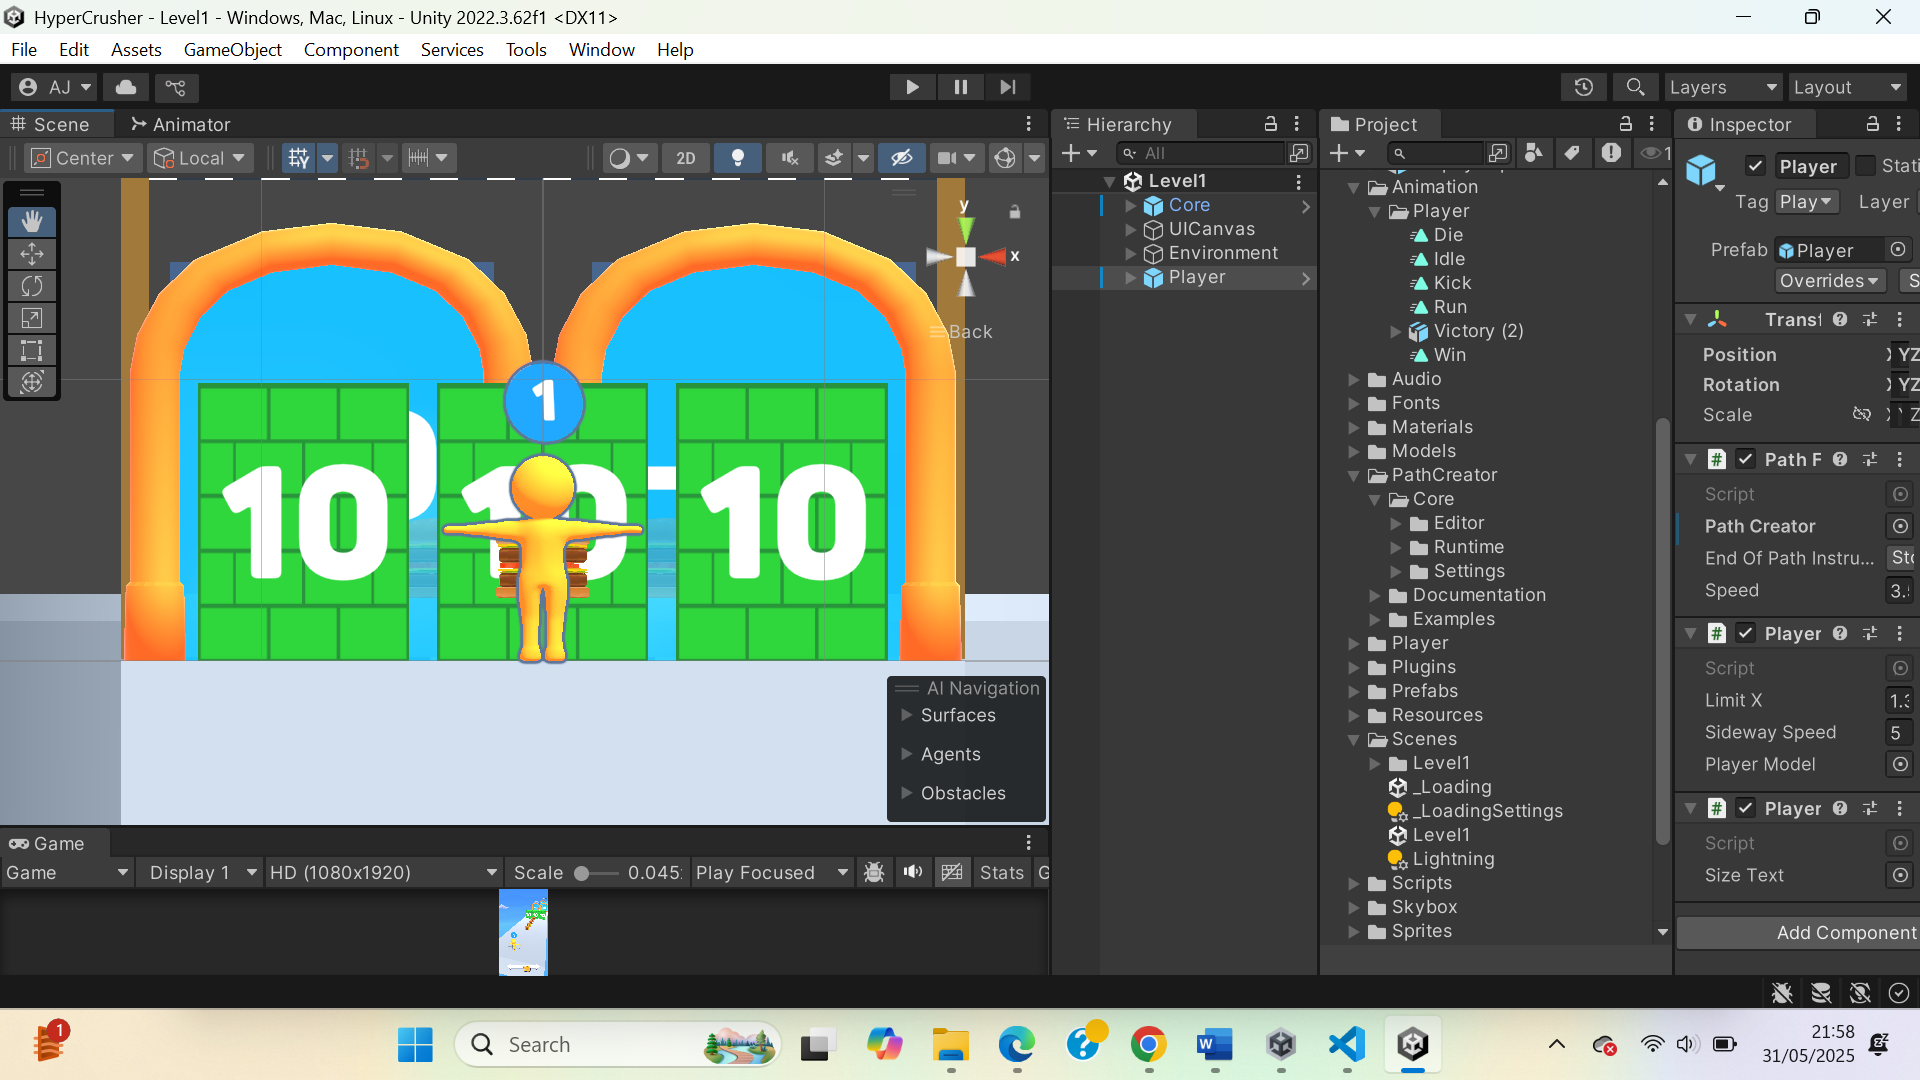 HyperCrusher - Level1 - Windows, Mac, Linux - Unity 2022.3.62f1 <DX11>
File Edit Assets GameObject Component Services Tools Window Help
AJ
Layers Layout
Scene Animator
Center Local 2D
y
x
Back
1
10 10 10
AI Navigation
Surfaces
Agents
Obstacles
Game
Game Display 1 HD (1080x1920) Scale 0.045 Play Focused Stats
Hierarchy
All
Level1
Core
UICanvas
Environment
Player
Project
1
Animation
Player
Die
Idle
Kick
Run
Victory (2)
Win
Audio
Fonts
Materials
Models
PathCreator
Core
Editor
Runtime
Settings
Documentation
Examples
Player
Plugins
Prefabs
Resources
Scenes
Level1
_Loading
_LoadingSettings
Level1
Lightning
Scripts
Skybox
Sprites
Inspector
Player Stati
Tag Play Layer
Prefab Player
Overrides S
Transf
Position YZ
Rotation YZ
Scale
Path F
Script
Path Creator
End Of Path Instru... Sto
Speed 3.
Player
Script
Limit X 1.3
Sideway Speed 5
Player Model
Player
Script
Size Text
Add Component
1
Search
21:58
31/05/2025